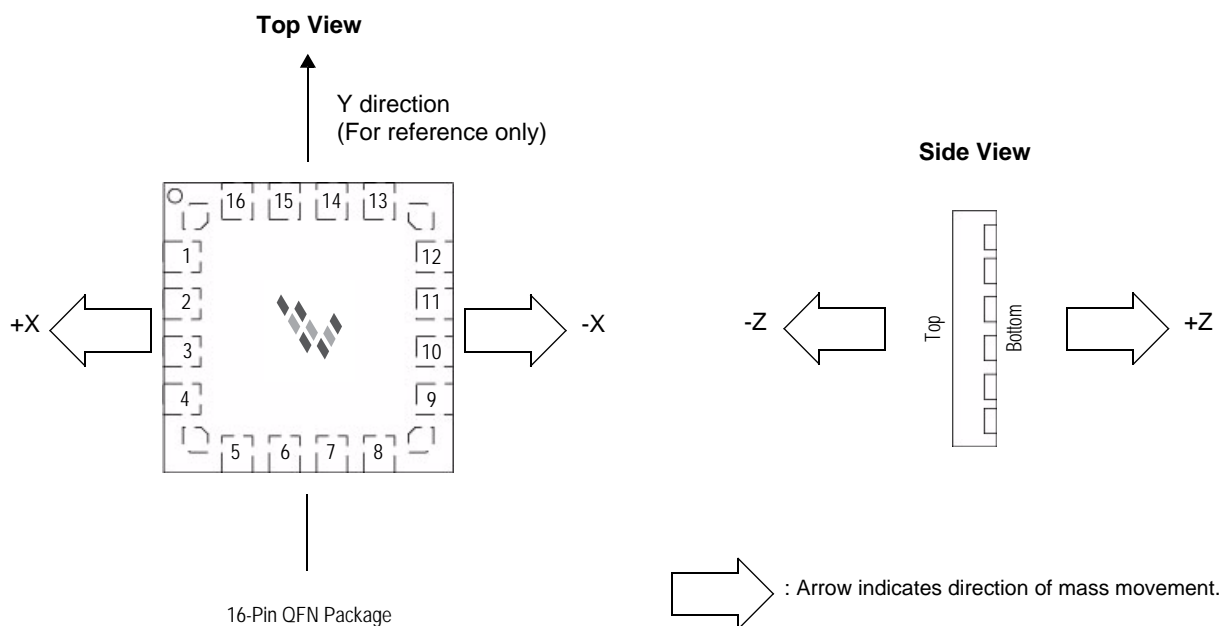 Top View
Y direction
(For reference only)
Side View
16 15 14 13
1 12
2 11
+X -X
3 10
4 9
5 6 7 8
-Z Top Bottom +Z
: Arrow indicates direction of mass movement.
16-Pin QFN Package